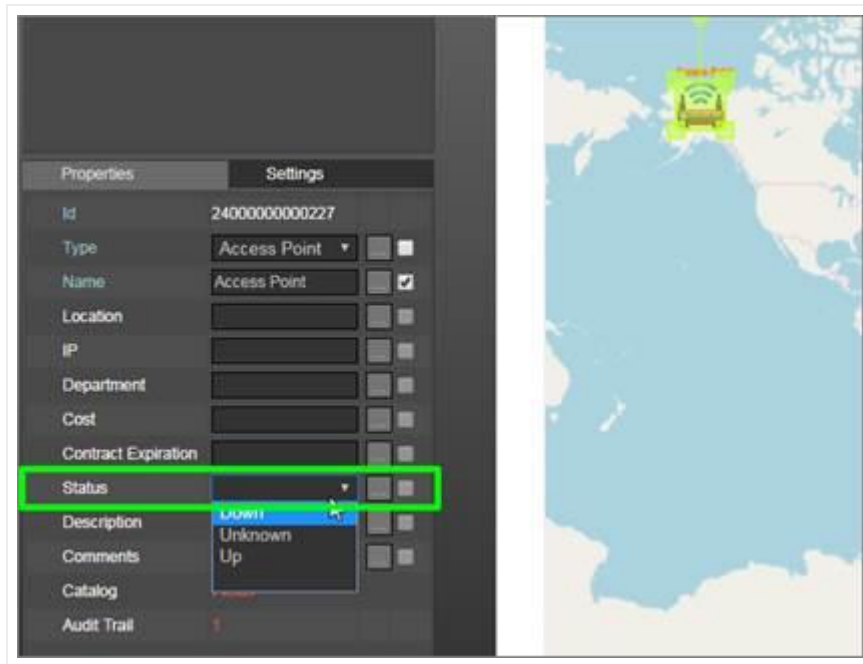 Properties Settings
Id 24000000000227
Type Access Point
Name Access Point
Location
IP
Department
Cost
Contract Expiration
Status
Down
Description
Unknown
Comments Up
Catalog
Audit Trail 1